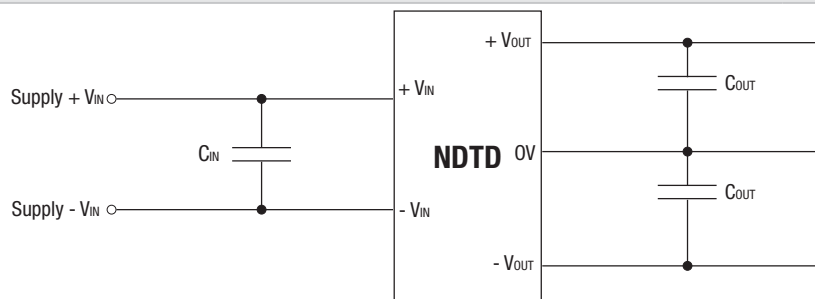 + VOUT
Supply + VIN
+ VIN
COUT
CIN
NDTD
0V
Supply - VIN
- VIN
COUT
- VOUT